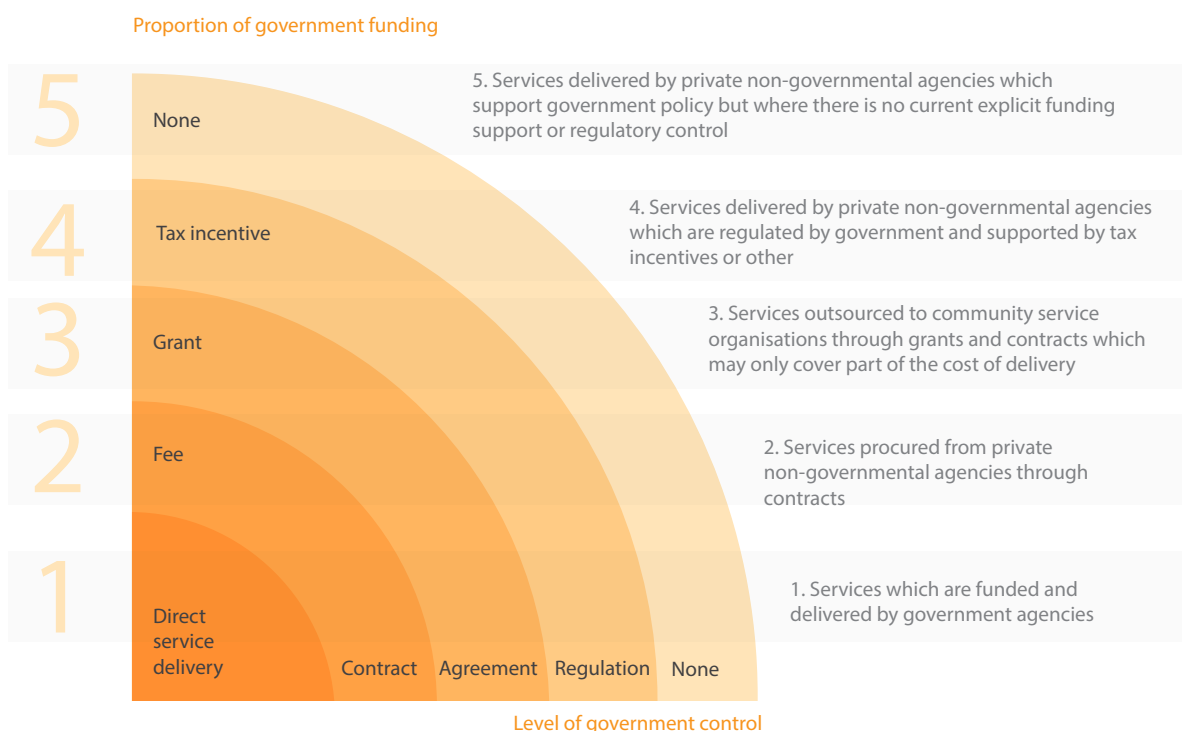 Proportion of government funding
5
None
5. Services delivered by private non-governmental agencies which
support government policy but where there is no current explicit funding
support or regulatory control
4
Tax incentive
4. Services delivered by private non-governmental agencies
which are regulated by government and supported by tax
incentives or other
3
Grant
3. Services outsourced to community service
organisations through grants and contracts which
may only cover part of the cost of delivery
2
Fee
2. Services procured from private
non-governmental agencies through
contracts
1
Direct
service
delivery
1. Services which are funded and
delivered by government agencies
Contract
Agreement
Regulation
None
Level of government control